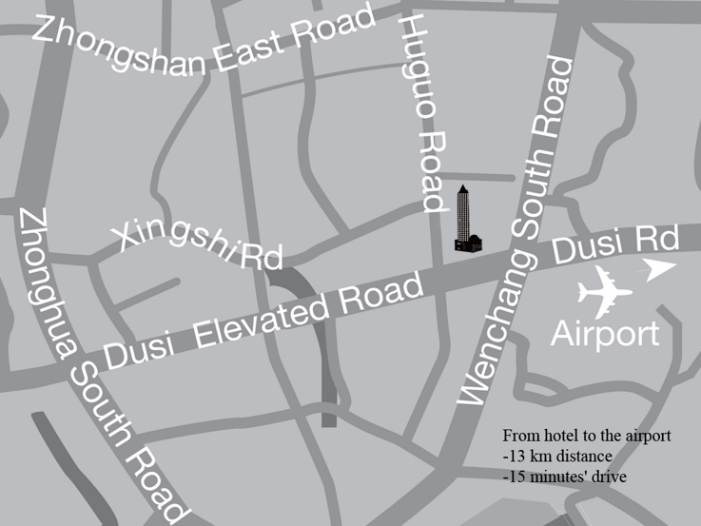 Zhongshan East Road
Huguo Road
Wenchang South Road
Zhonghua South Road
Xingshi Rd
Dusi Rd
Dusi Elevated Road
Airport
From hotel to the airport
-13 km distance
-15 minutes' drive